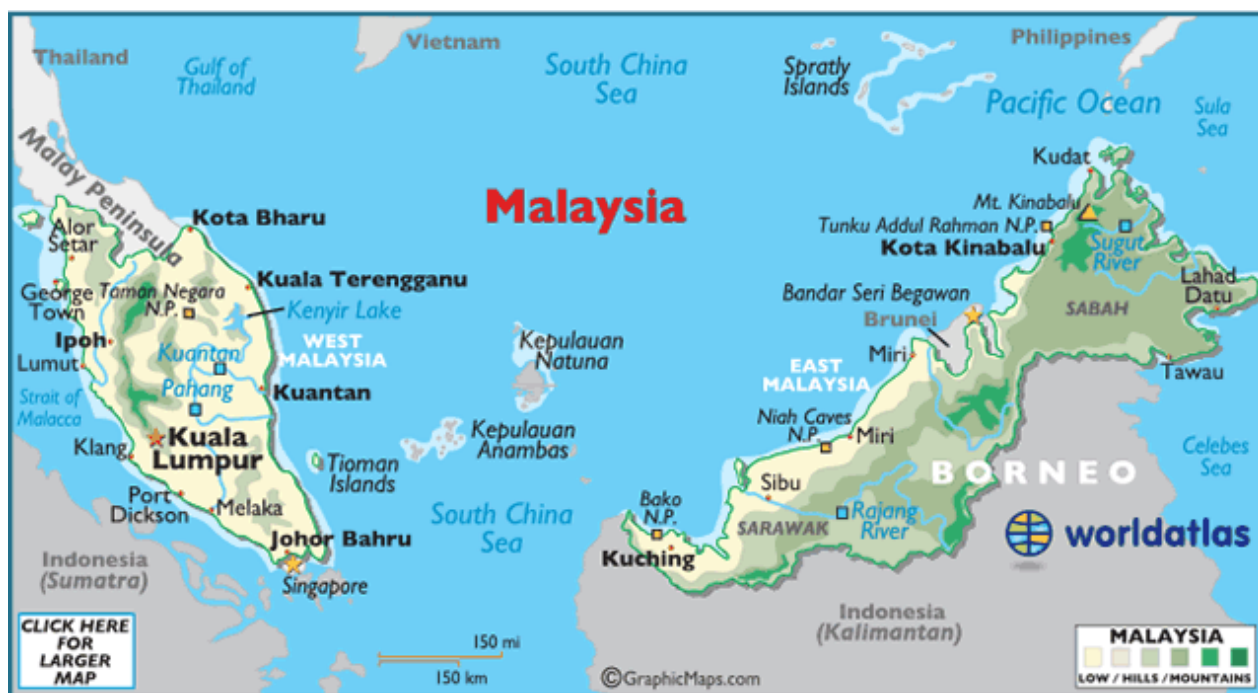 Thailand
Vietnam
Philippines
Gulf of
Thailand
South China
Sea
Spratly
Islands
Pacific Ocean
Sula
Sea
Malay Peninsula
Malaysia
Kudat
Mt. Kinabalu
Tunku Addul Rahman N.P.
Kota Kinabalu
Sugut
River
Lahad
Datu
SABAH
Alor
Setar
Kota Bharu
George
Town
Taman Negara
N.P.
Kuala Terengganu
Kenyir Lake
Bandar Seri Begawan
Brunei
Ipoh
Lumut
Kuantan
WEST
MALAYSIA
Kepulauan
Natuna
Miri
EAST
MALAYSIA
Tawau
Strait of
Malacca
Pahang
Kuantan
Niah Caves
N.P.
Miri
Klang
Kuala
Lumpur
Kepulauan
Anambas
Tioman
Islands
Celebes
Sea
BORNEO
Sibu
Port
Dickson
Melaka
South China
Sea
Bako
N.P.
SARAWAK
Rajang
River
worldatlas
Johor Bahru
Kuching
Indonesia
(Sumatra)
Singapore
Indonesia
(Kalimantan)
CLICK HERE
FOR
LARGER
MAP
150 mi
150 km
©GraphicMaps.com
MALAYSIA
LOW / HILLS / MOUNTAINS